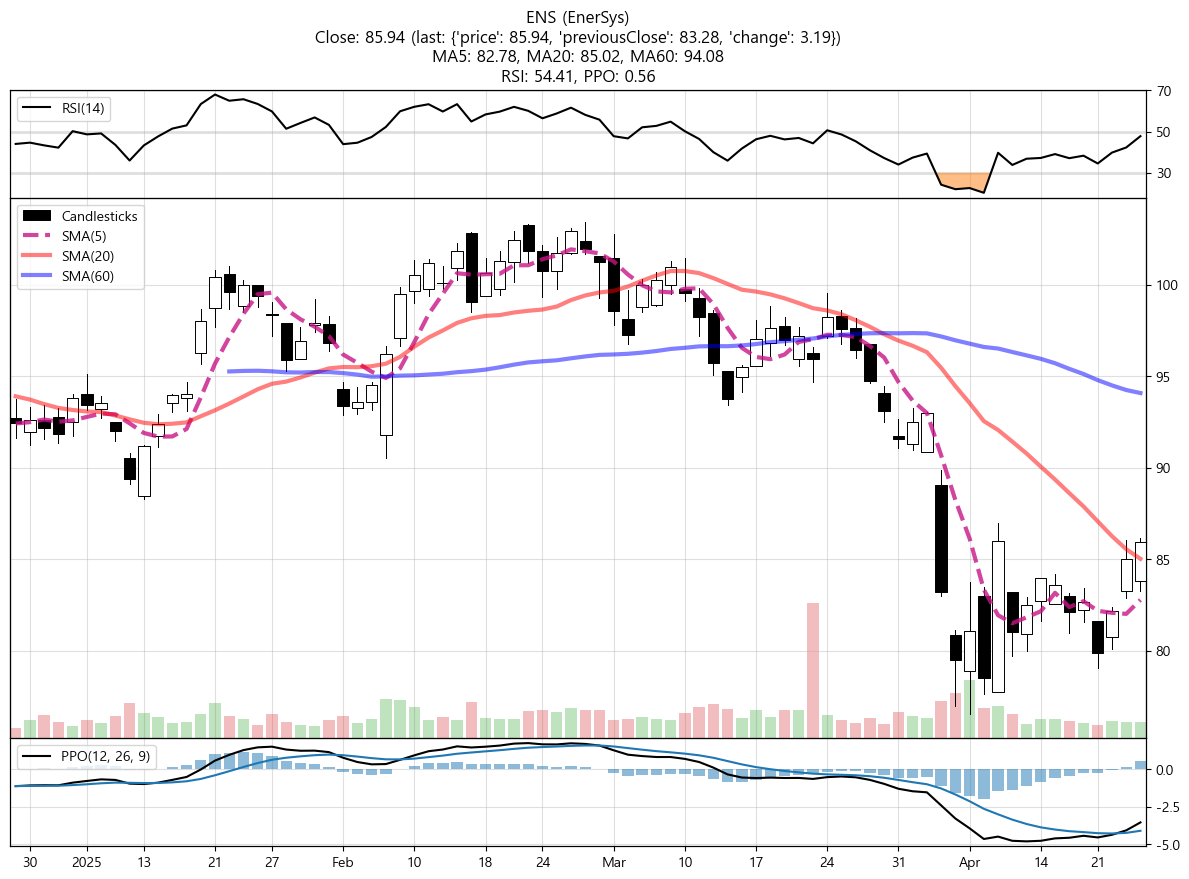 ENS (EnerSys)
Close: 85.94 (last: {'price': 85.94, 'previousClose': 83.28, 'change': 3.19})
MA5: 82.78, MA20: 85.02, MA60: 94.08
RSI: 54.41, PPO: 0.56
RSI(14)
70
50
30
Candlesticks
SMA(5)
SMA(20)
SMA(60)
100
95
90
85
80
PPO(12, 26, 9)
0.0
-2.5
-5.0
30 2025 13 21 27 Feb 10 18 24 Mar 10 17 24 31 Apr 14 21